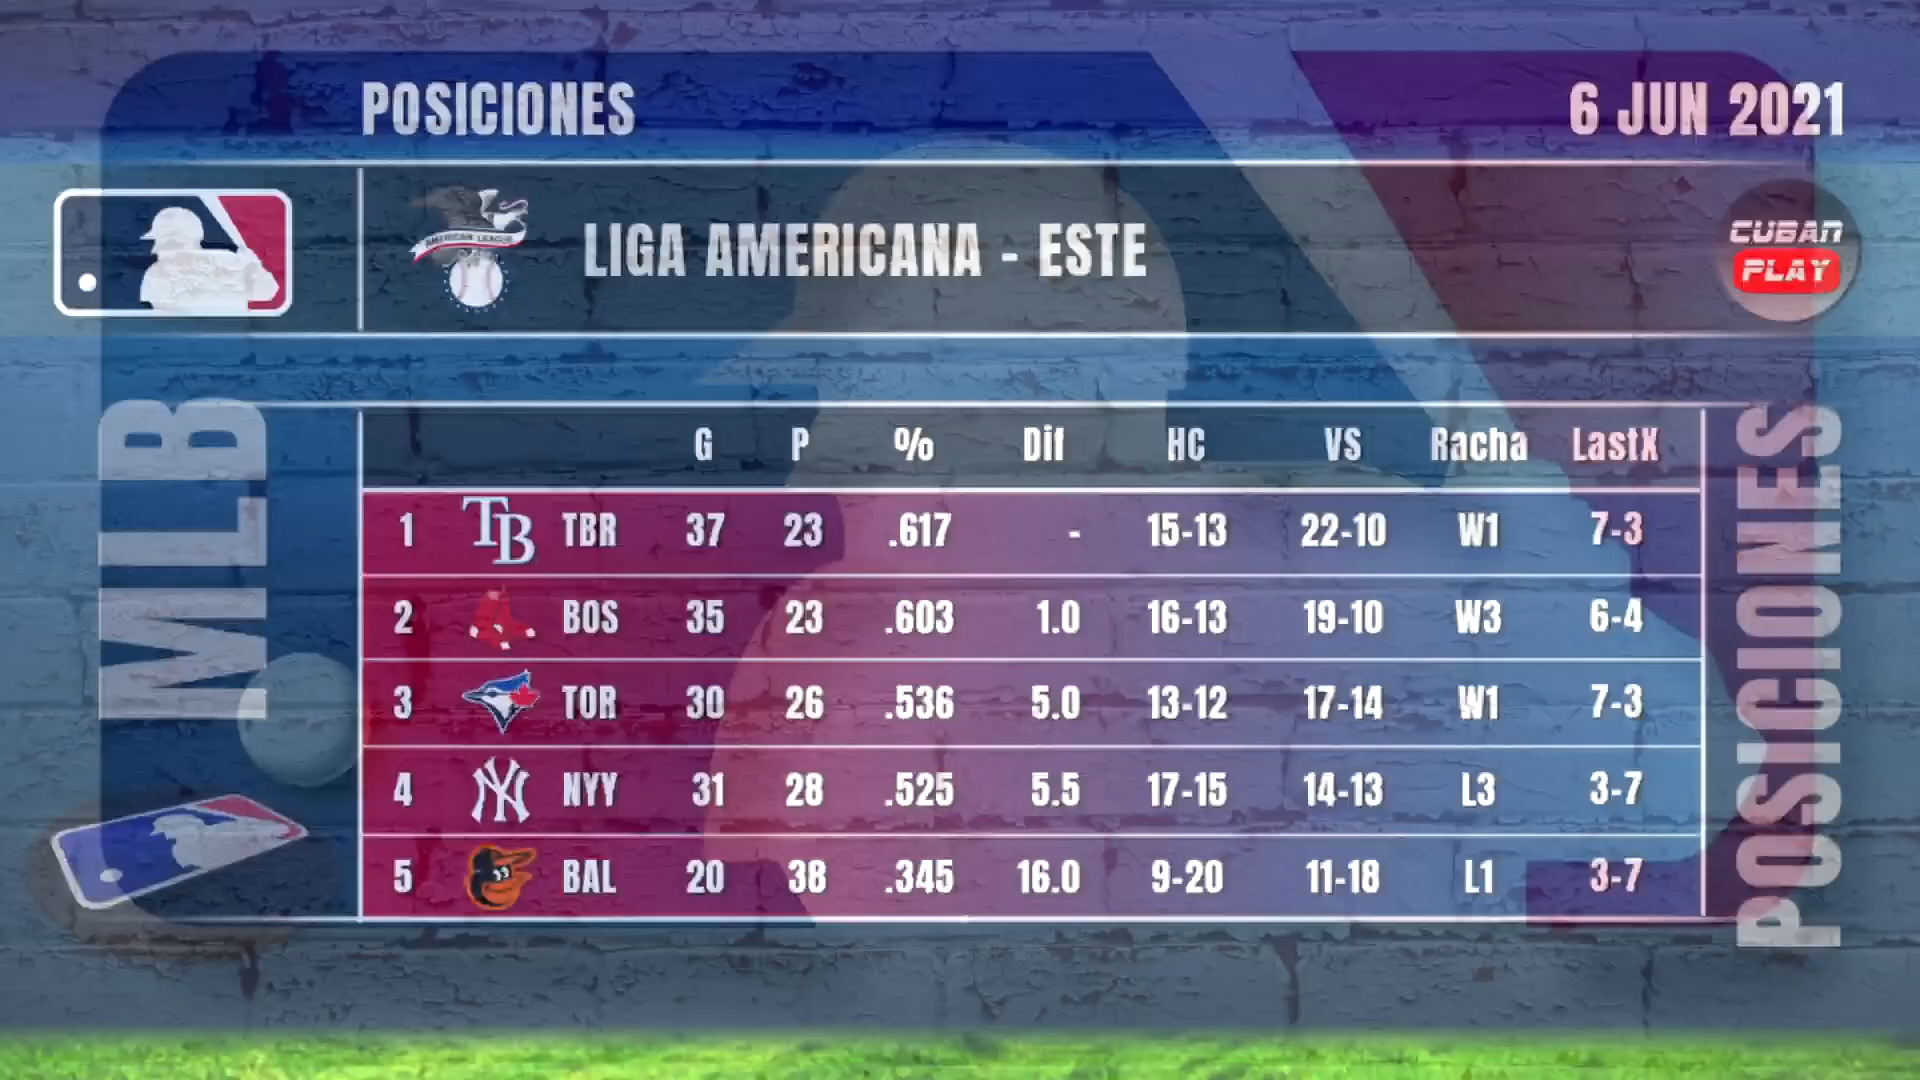 POSICIONES 6 JUN 2021
AMERICAN LEAGUE
LIGA AMERICANA - ESTE
CUBAN
PLAY
MLB
POSICIONES
G P % Dif HC VS Racha LastX
1 TB TBR 37 23 .617 - 15-13 22-10 W1 7-3
2 BOS 35 23 .603 1.0 16-13 19-10 W3 6-4
3 TOR 30 26 .536 5.0 13-12 17-14 W1 7-3
4 NY NYY 31 28 .525 5.5 17-15 14-13 L3 3-7
5 BAL 20 38 .345 16.0 9-20 11-18 L1 3-7